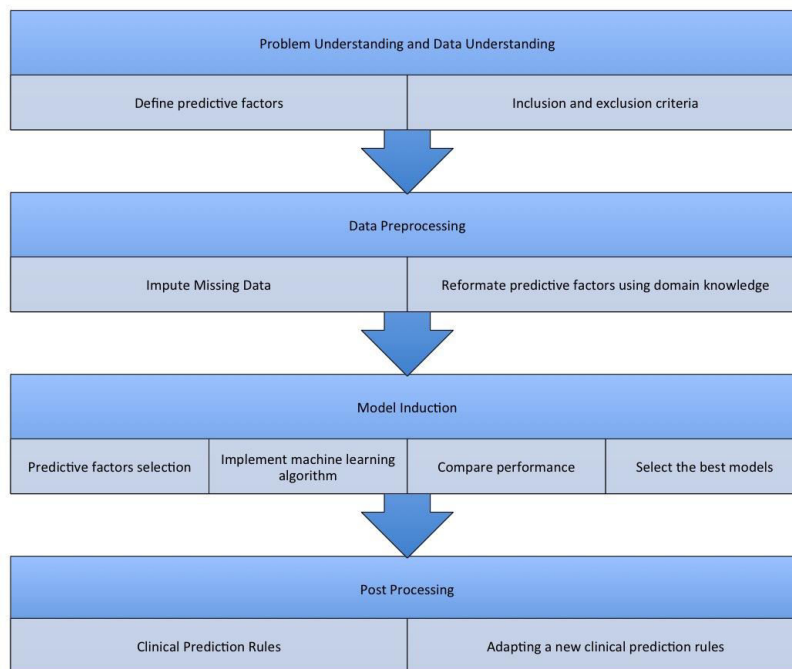 Problem Understanding and Data Understanding
Define predictive factors
Inclusion and exclusion criteria
Data Preprocessing
Impute Missing Data
Reformate predictive factors using domain knowledge
Model Induction
Predictive factors selection
Implement machine learning
algorithm
Compare performance
Select the best models
Post Processing
Clinical Prediction Rules
Adapting a new clinical prediction rules